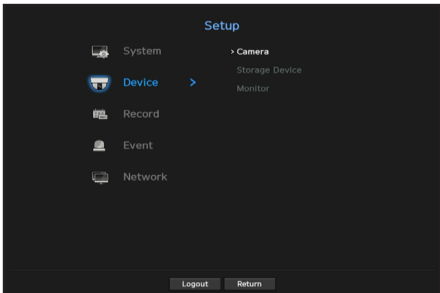 Setup
System
Device >
Record
Event
Network
> Camera
Storage Device
Monitor
Logout Return